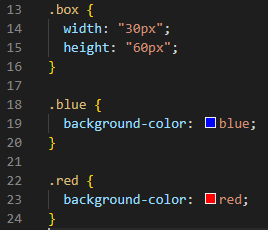 13 .box {
14   width: "30px";
15   height: "60px";
16 }
17
18 .blue {
19   background-color: blue;
20 }
21
22 .red {
23   background-color: red;
24 }